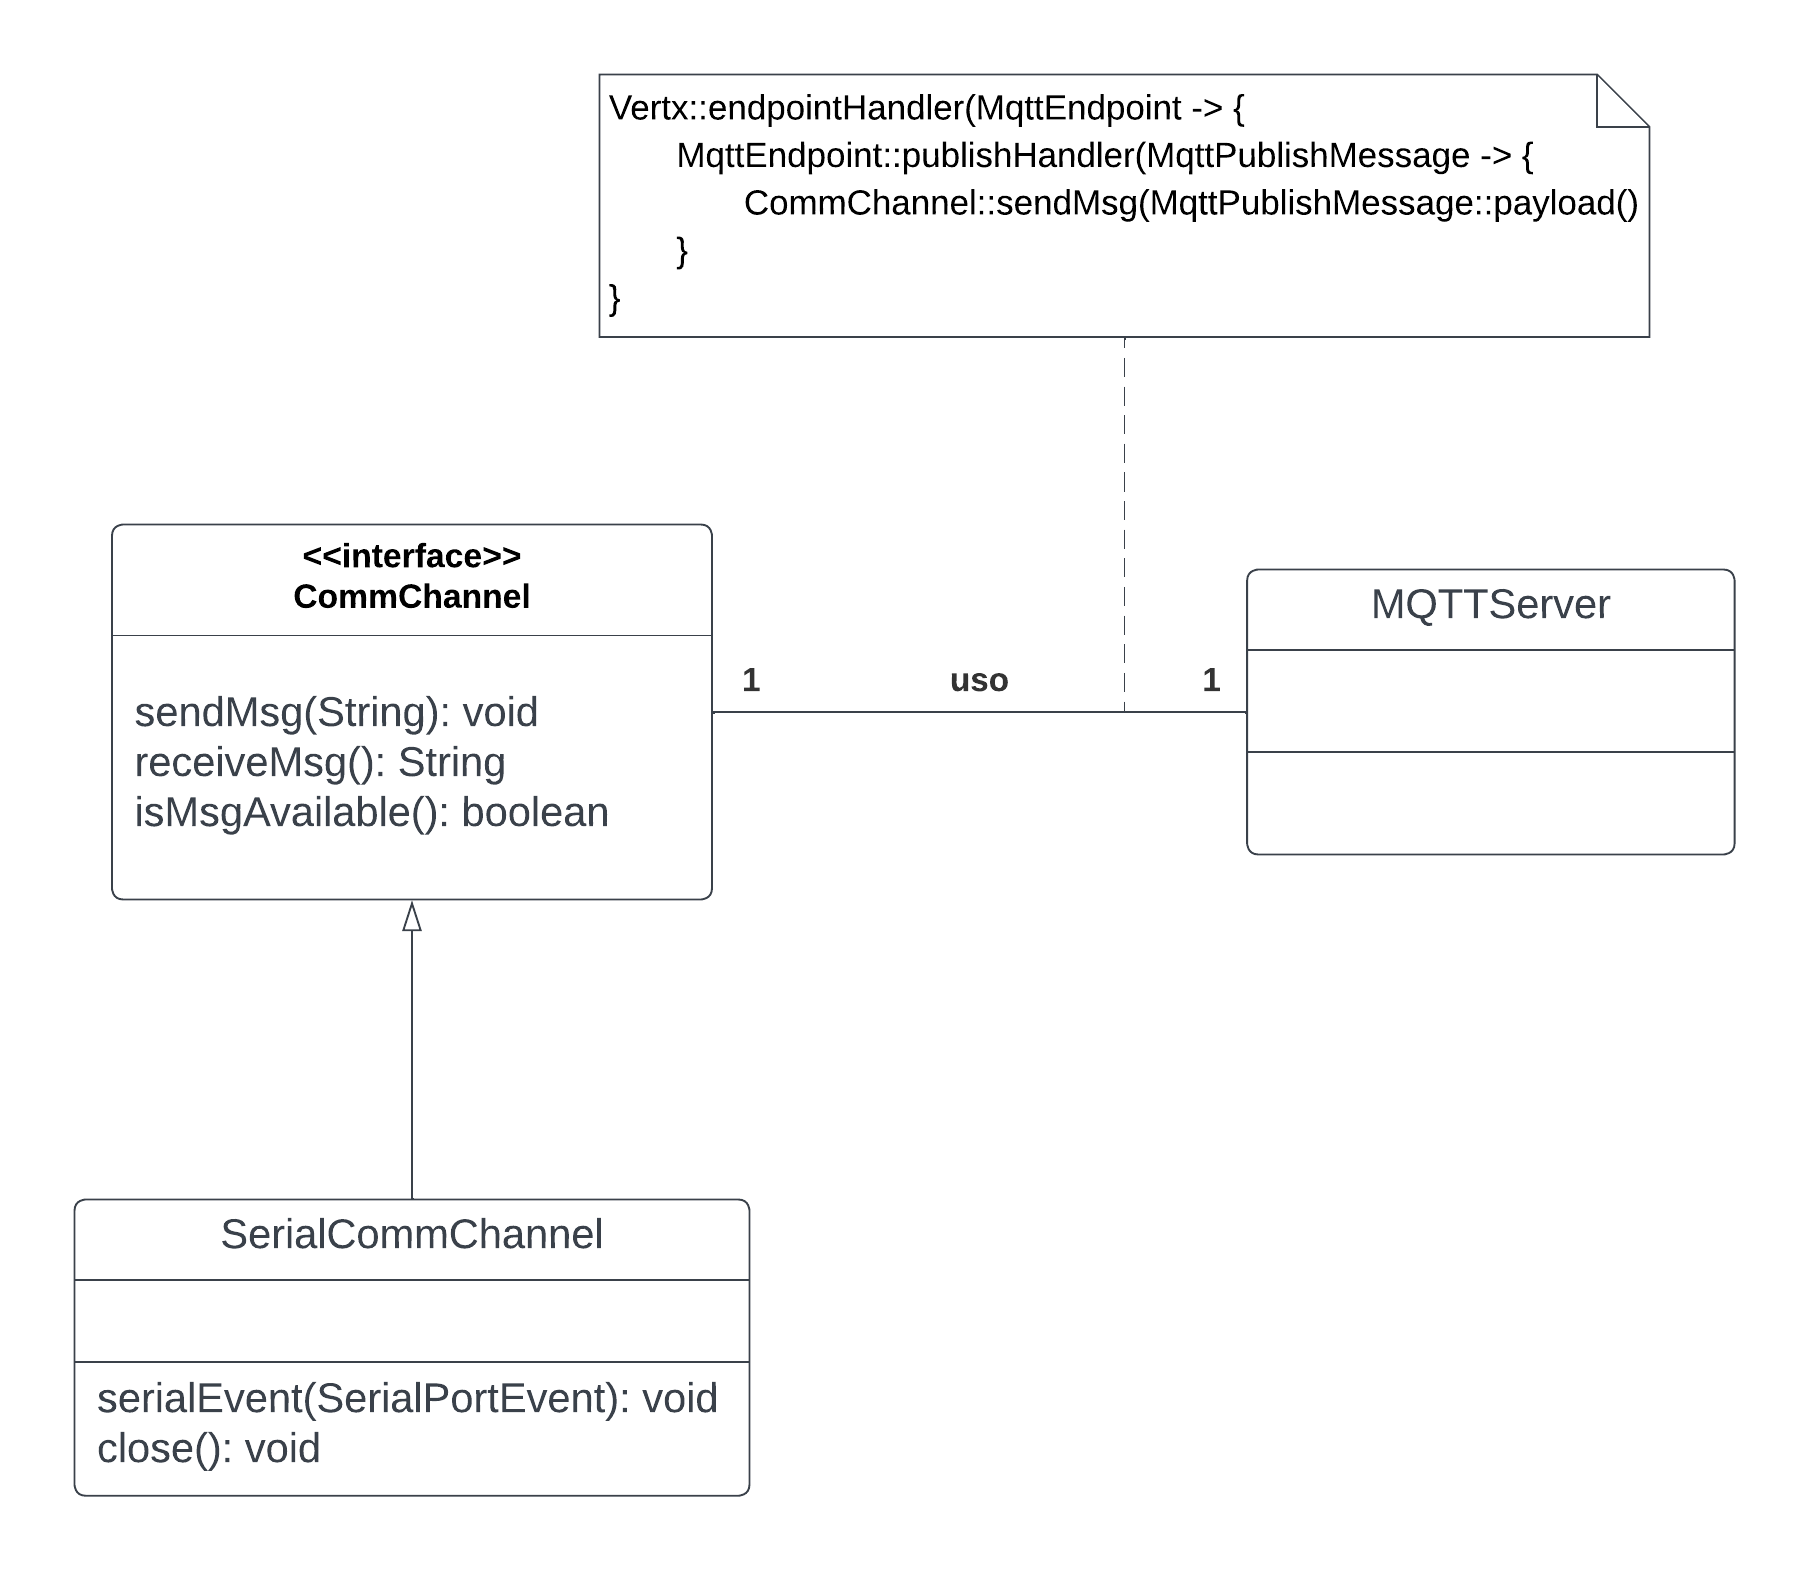 Vertx::endpointHandler(MqttEndpoint -> {
MqttEndpoint::publishHandler(MqttPublishMessage -> {
CommChannel::sendMsg(MqttPublishMessage::payload()
}
}
<<interface>>
CommChannel
sendMsg(String): void
receiveMsg(): String
isMsgAvailable(): boolean
1
uso
1
MQTTServer
SerialCommChannel
serialEvent(SerialPortEvent): void
close(): void